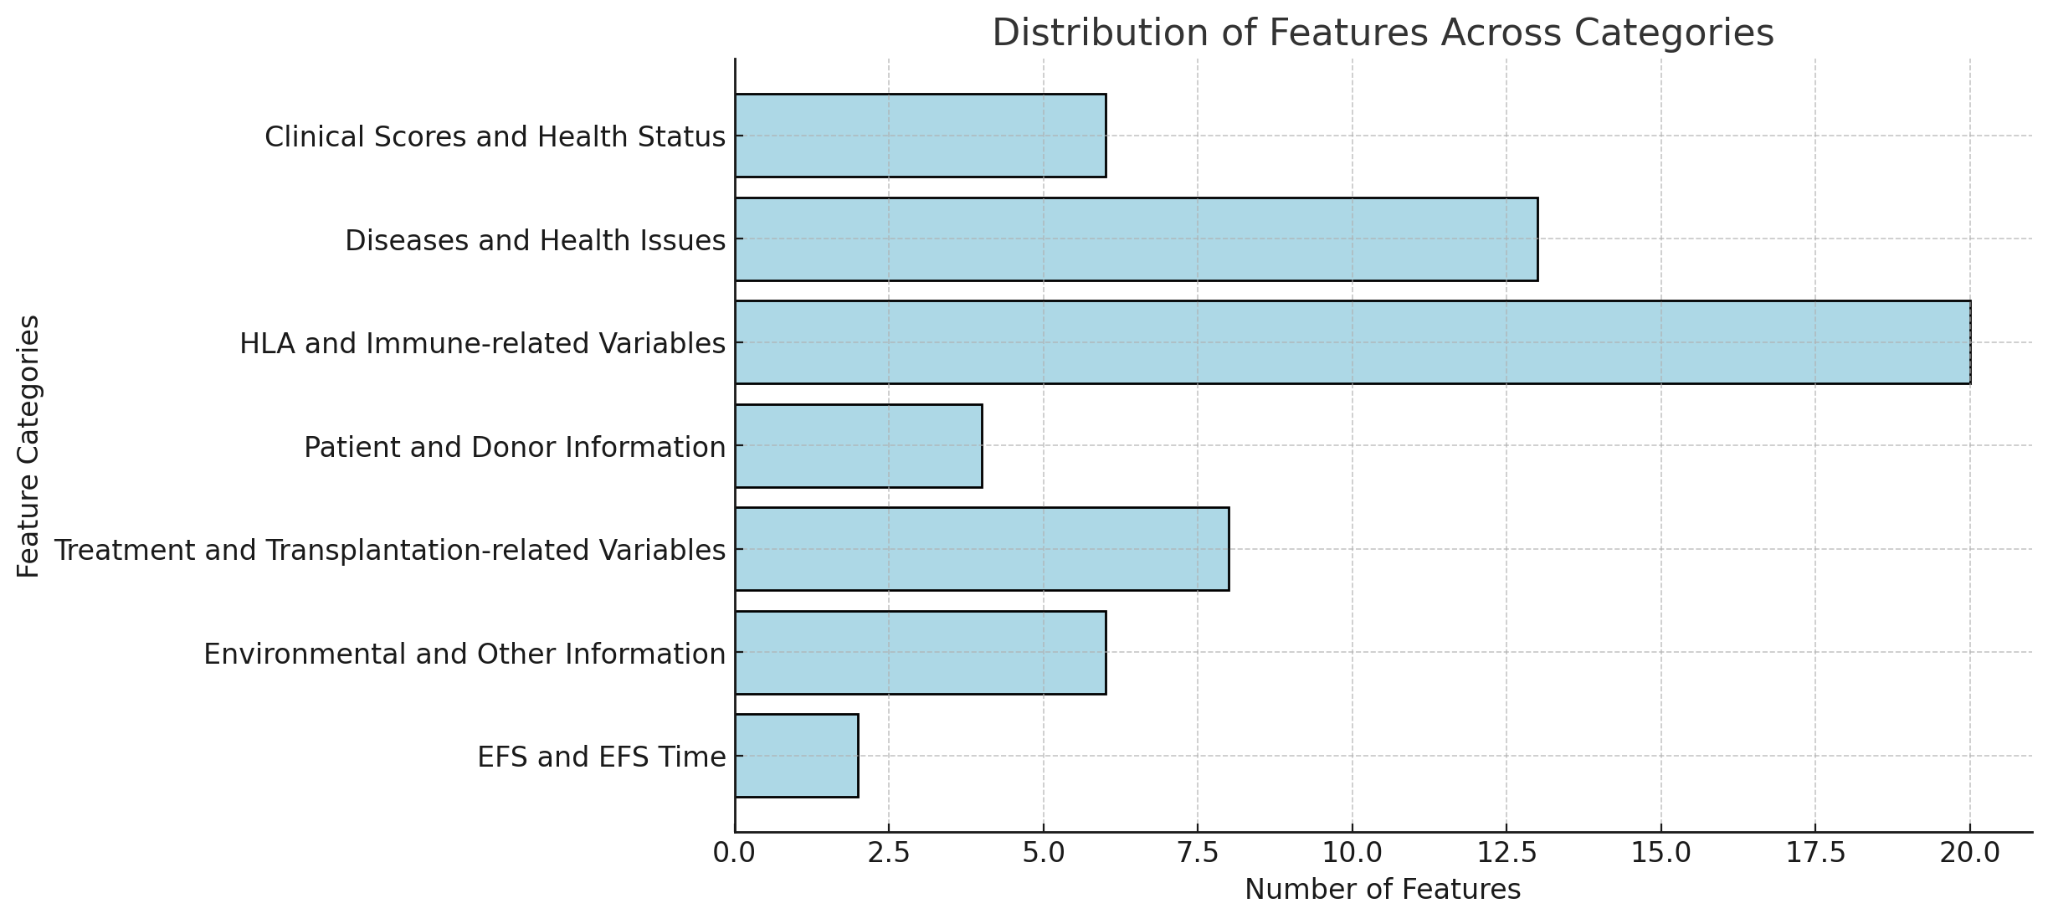 Distribution of Features Across Categories
Feature Categories
Clinical Scores and Health Status
Diseases and Health Issues
HLA and Immune-related Variables
Patient and Donor Information
Treatment and Transplantation-related Variables
Environmental and Other Information
EFS and EFS Time
0.0 2.5 5.0 7.5 10.0 12.5 15.0 17.5 20.0
Number of Features